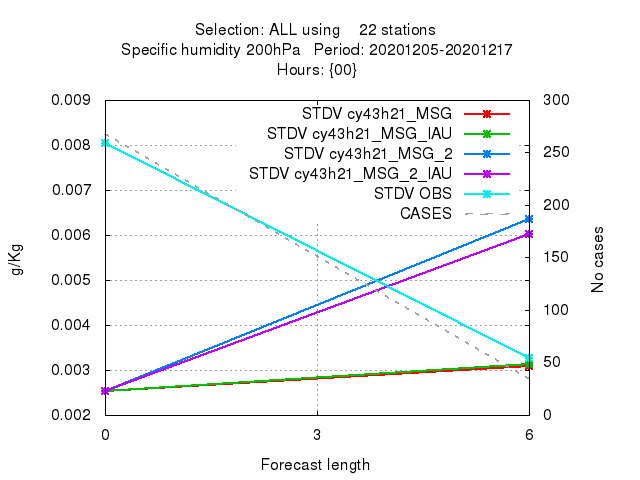 Selection: ALL using    22 stations
Specific humidity 200hPa   Period: 20201205-20201217
Hours: {00}
STDV cy43h21_MSG
STDV cy43h21_MSG_IAU
STDV cy43h21_MSG_2
STDV cy43h21_MSG_2_IAU
STDV OBS
CASES
g/Kg
0.009
0.008
0.007
0.006
0.005
0.004
0.003
0.002
300
250
200
150
100
50
0
No cases
0 3 6
Forecast length